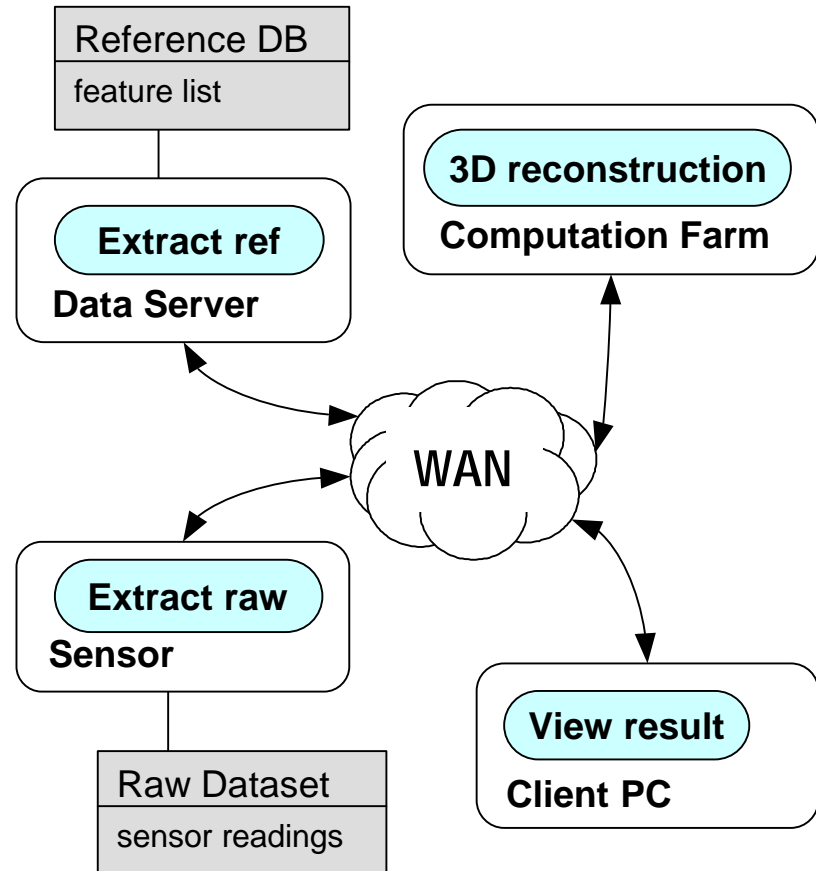 Reference DB
feature list
Extract ref
Data Server
3D reconstruction
Computation Farm
WAN
Extract raw
Sensor
Raw Dataset
sensor readings
View result
Client PC